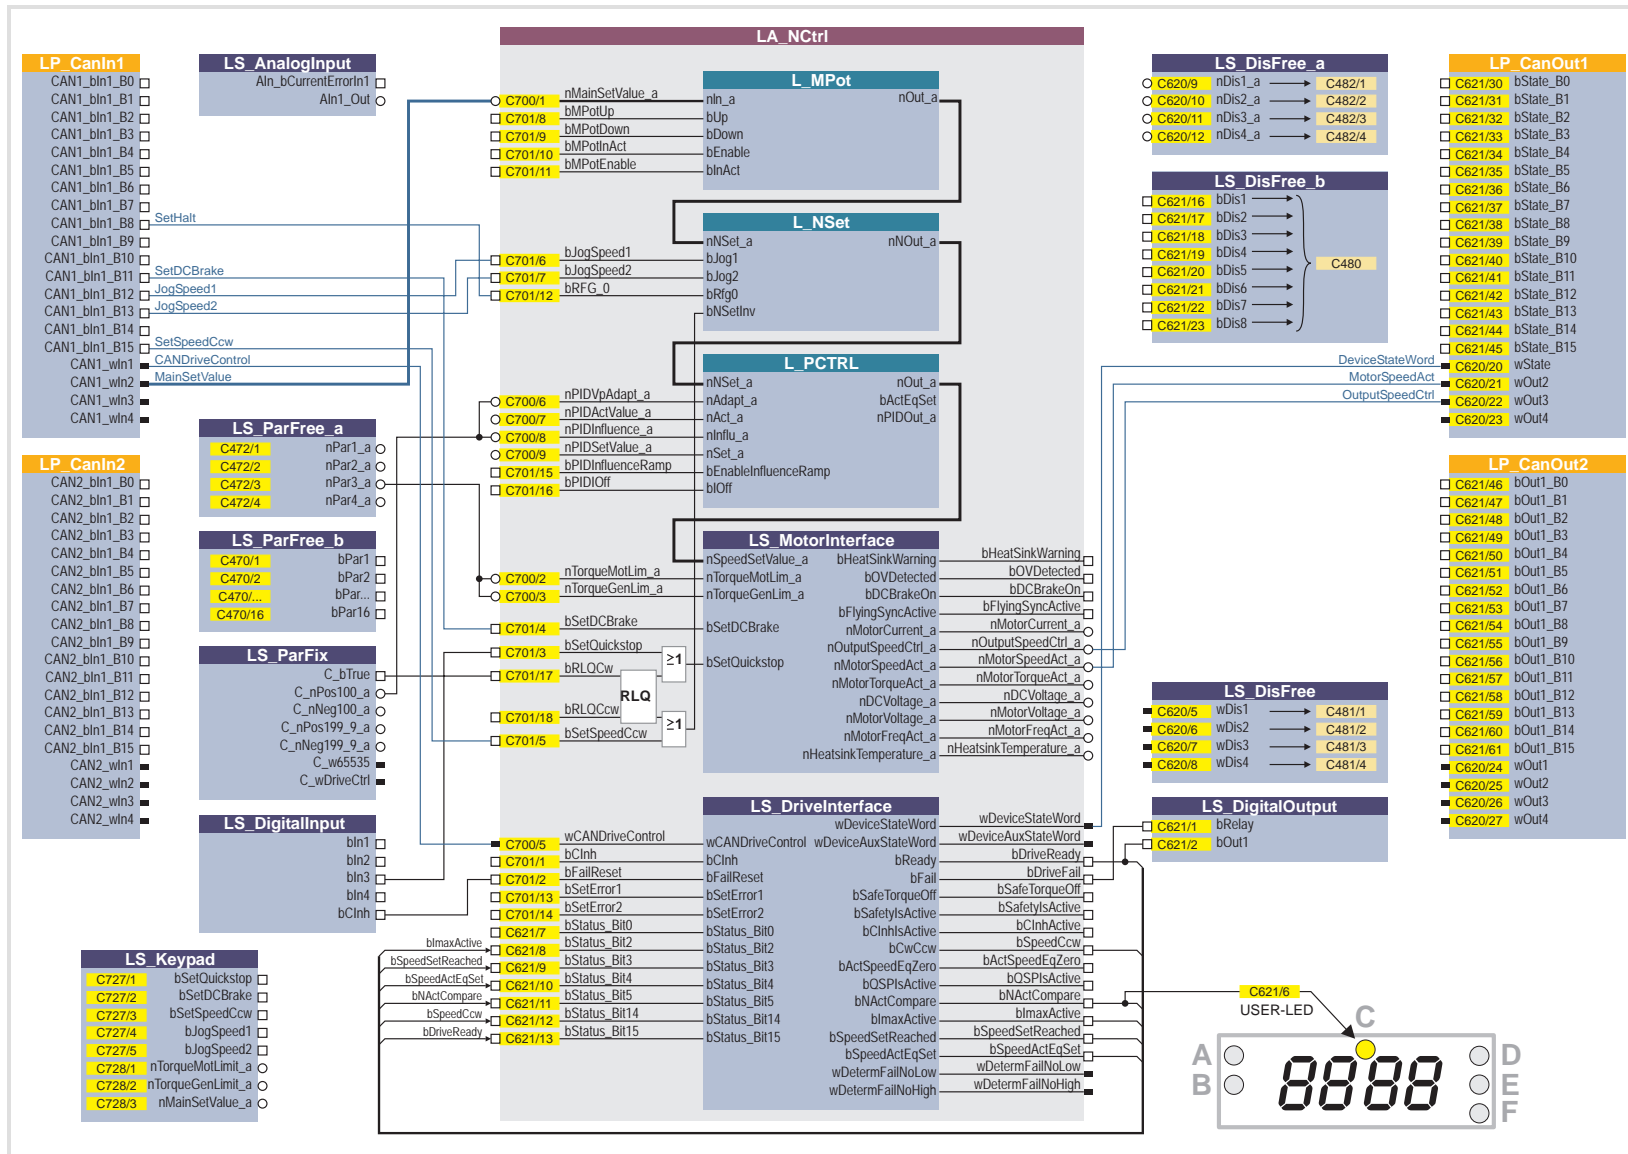 LP_CanIn1
CAN1_bIn1_B0
CAN1_bIn1_B1
CAN1_bIn1_B2
CAN1_bIn1_B3
CAN1_bIn1_B4
CAN1_bIn1_B5
CAN1_bIn1_B6
CAN1_bIn1_B7
CAN1_bIn1_B8
CAN1_bIn1_B9
CAN1_bIn1_B10
CAN1_bIn1_B11
CAN1_bIn1_B12
CAN1_bIn1_B13
CAN1_bIn1_B14
CAN1_bIn1_B15
CAN1_wIn1
CAN1_wIn2
CAN1_wIn3
CAN1_wIn4
SetHalt
SetDCBrake
JogSpeed1
JogSpeed2
SetSpeedCcw
CANDriveControl
MainSetValue
LP_CanIn2
CAN2_bIn1_B0
CAN2_bIn1_B1
CAN2_bIn1_B2
CAN2_bIn1_B3
CAN2_bIn1_B4
CAN2_bIn1_B5
CAN2_bIn1_B6
CAN2_bIn1_B7
CAN2_bIn1_B8
CAN2_bIn1_B9
CAN2_bIn1_B10
CAN2_bIn1_B11
CAN2_bIn1_B12
CAN2_bIn1_B13
CAN2_bIn1_B14
CAN2_bIn1_B15
CAN2_wIn1
CAN2_wIn2
CAN2_wIn3
CAN2_wIn4
LS_AnalogInput
AIn_bCurrentErrorIn1
AIn1_Out
LS_ParFree_a
C472/1 nPar1_a
C472/2 nPar2_a
C472/3 nPar3_a
C472/4 nPar4_a
LS_ParFree_b
C470/1 bPar1
C470/2 bPar2
C470/... bPar...
C470/16 bPar16
LS_ParFix
C_bTrue
C_nPos100_a
C_nNeg100_a
C_nPos199_9_a
C_nNeg199_9_a
C_w65535
C_wDriveCtrl
LS_DigitalInput
bIn1
bIn2
bIn3
bIn4
bCInh
LS_Keypad
C727/1 bSetQuickstop
C727/2 bSetDCBrake
C727/3 bSetSpeedCcw
C727/4 bJogSpeed1
C727/5 bJogSpeed2
C728/1 nTorqueMotLimit_a
C728/2 nTorqueGenLimit_a
C728/3 nMainSetValue_a
LA_NCtrl
L_MPot
C700/1 nMainSetValue_a nIn_a nOut_a
C701/8 bMPotUp bUp
C701/9 bMPotDown bDown
C701/10 bMPotInAct bEnable
C701/11 bMPotEnable bInAct
L_NSet
nNSet_a nNOut_a
C701/6 bJogSpeed1 bJog1
C701/7 bJogSpeed2 bJog2
C701/12 bRFG_0 bRfg0
bNSetInv
L_PCTRL
nNSet_a nOut_a
C700/6 nPIDVpAdapt_a nAdapt_a bActEqSet
C700/7 nPIDActValue_a nAct_a nPIDOut_a
C700/8 nPIDInfluence_a nInflu_a
C700/9 nPIDSetValue_a nSet_a
C701/15 bPIDInfluenceRamp bEnableInfluenceRamp
C701/16 bPIDIOff bIOff
LS_MotorInterface
nSpeedSetValue_a bHeatSinkWarning bHeatSinkWarning
C700/2 nTorqueMotLim_a nTorqueMotLim_a bOVDetected bOVDetected
C700/3 nTorqueGenLim_a nTorqueGenLim_a bDCBrakeOn bDCBrakeOn
bFlyingSyncActive bFlyingSyncActive
C701/4 bSetDCBrake bSetDCBrake nMotorCurrent_a nMotorCurrent_a
C701/3 bSetQuickstop ≥1 nOutputSpeedCtrl_a nOutputSpeedCtrl_a
bSetQuickstop nMotorSpeedAct_a nMotorSpeedAct_a
C701/17 bRLQCw nMotorTorqueAct_a nMotorTorqueAct_a
RLQ nDCVoltage_a nDCVoltage_a
C701/18 bRLQCcw nMotorVoltage_a nMotorVoltage_a
≥1 nMotorFreqAct_a nMotorFreqAct_a
C701/5 bSetSpeedCcw nHeatsinkTemperature_a nHeatsinkTemperature_a
LS_DriveInterface
wDeviceStateWord wDeviceStateWord
C700/5 wCANDriveControl wCANDriveControl wDeviceAuxStateWord wDeviceAuxStateWord
C701/1 bCInh bCInh bReady bDriveReady
C701/2 bFailReset bFailReset bFail bDriveFail
C701/13 bSetError1 bSetError1 bSafeTorqueOff bSafeTorqueOff
C701/14 bSetError2 bSetError2 bSafetyIsActive bSafetyIsActive
C621/7 bStatus_Bit0 bStatus_Bit0 bCInhIsActive bCInhActive
bImaxActive C621/8 bStatus_Bit2 bStatus_Bit2 bCwCcw bSpeedCcw
bSpeedSetReached C621/9 bStatus_Bit3 bStatus_Bit3 bActSpeedEqZero bActSpeedEqZero
bSpeedActEqSet C621/10 bStatus_Bit4 bStatus_Bit4 bQSPIsActive bQSPIsActive
bNActCompare C621/11 bStatus_Bit5 bStatus_Bit5 bNActCompare bNActCompare
bSpeedCcw C621/12 bStatus_Bit14 bStatus_Bit14 bImaxActive bImaxActive
bDriveReady C621/13 bStatus_Bit15 bStatus_Bit15 bSpeedSetReached bSpeedSetReached
bSpeedActEqSet bSpeedActEqSet
wDetermFailNoLow wDetermFailNoLow
wDetermFailNoHigh wDetermFailNoHigh
LS_DisFree_a
C620/9 nDis1_a C482/1
C620/10 nDis2_a C482/2
C620/11 nDis3_a C482/3
C620/12 nDis4_a C482/4
LS_DisFree_b
C621/16 bDis1
C621/17 bDis2
C621/18 bDis3
C621/19 bDis4
C621/20 bDis5
C621/21 bDis6
C621/22 bDis7
C621/23 bDis8
C480
DeviceStateWord
MotorSpeedAct
OutputSpeedCtrl
LS_DisFree
C620/5 wDis1 C481/1
C620/6 wDis2 C481/2
C620/7 wDis3 C481/3
C620/8 wDis4 C481/4
LS_DigitalOutput
C621/1 bRelay
C621/2 bOut1
LP_CanOut1
C621/30 bState_B0
C621/31 bState_B1
C621/32 bState_B2
C621/33 bState_B3
C621/34 bState_B4
C621/35 bState_B5
C621/36 bState_B6
C621/37 bState_B7
C621/38 bState_B8
C621/39 bState_B9
C621/40 bState_B10
C621/41 bState_B11
C621/42 bState_B12
C621/43 bState_B13
C621/44 bState_B14
C621/45 bState_B15
C620/20 wState
C620/21 wOut2
C620/22 wOut3
C620/23 wOut4
LP_CanOut2
C621/46 bOut1_B0
C621/47 bOut1_B1
C621/48 bOut1_B2
C621/49 bOut1_B3
C621/50 bOut1_B4
C621/51 bOut1_B5
C621/52 bOut1_B6
C621/53 bOut1_B7
C621/54 bOut1_B8
C621/55 bOut1_B9
C621/56 bOut1_B10
C621/57 bOut1_B11
C621/58 bOut1_B12
C621/59 bOut1_B13
C621/60 bOut1_B14
C621/61 bOut1_B15
C620/24 wOut1
C620/25 wOut2
C620/26 wOut3
C620/27 wOut4
C621/6
USER-LED
C
A
B
8888
D
E
F